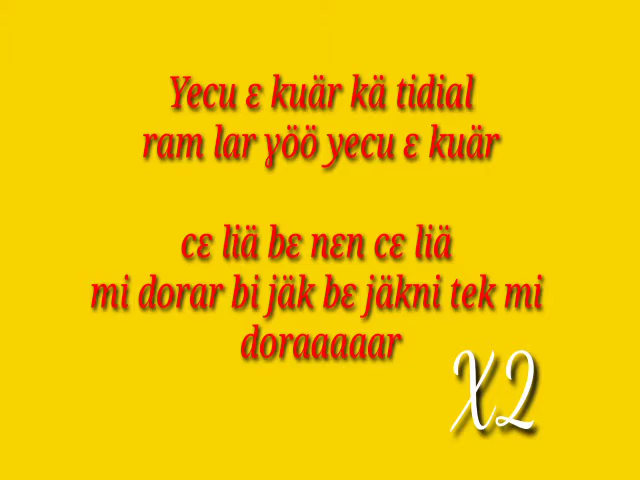 Yecu ɛ kuär kä tidial
ram lar ɣöö yecu ɛ kuär
cɛ liä bɛ nɛn cɛ liä
mi dorar bi jäk bɛ jäkni tek mi
doraaaaar
X2